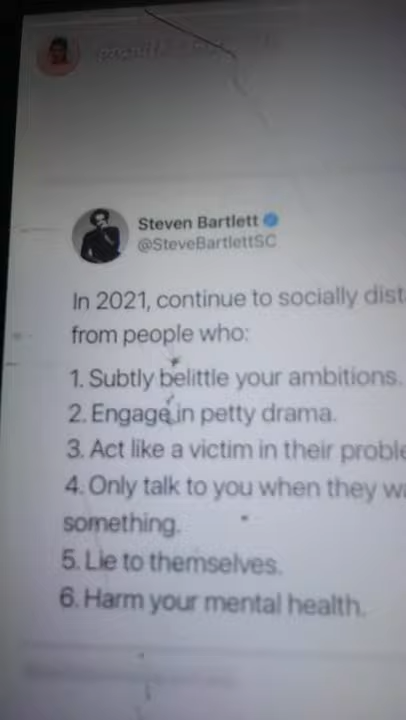 Steven Bartlett
@SteveBartlettSC
In 2021, continue to socially dist
from people who:
1. Subtly belittle your ambitions.
2. Engage in petty drama.
3. Act like a victim in their proble
4. Only talk to you when they wa
something.
5. Lie to themselves.
6. Harm your mental health.